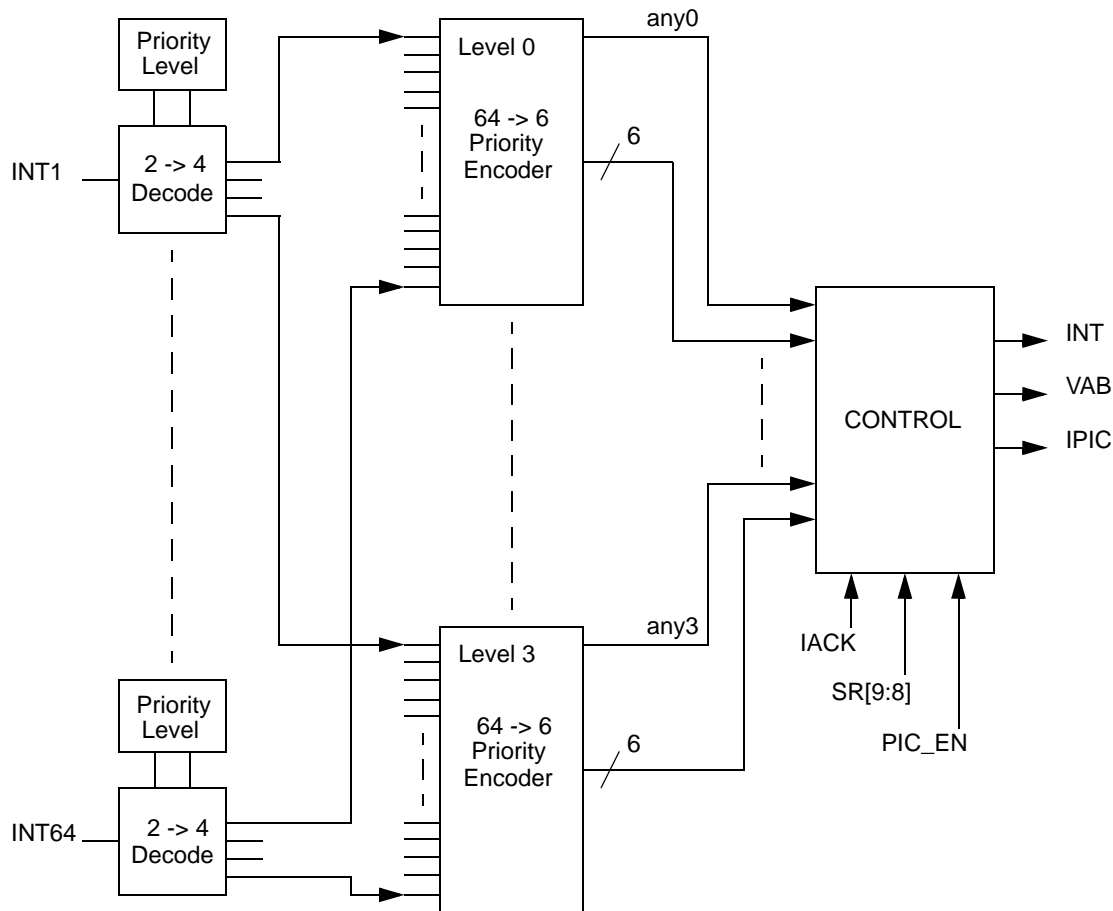 Priority
Level
INT1
2 -> 4
Decode
Level 0
64 -> 6
Priority
Encoder
any0
6
CONTROL
INT
VAB
IPIC
IACK
SR[9:8]
PIC_EN
Level 3
64 -> 6
Priority
Encoder
any3
6
Priority
Level
INT64
2 -> 4
Decode